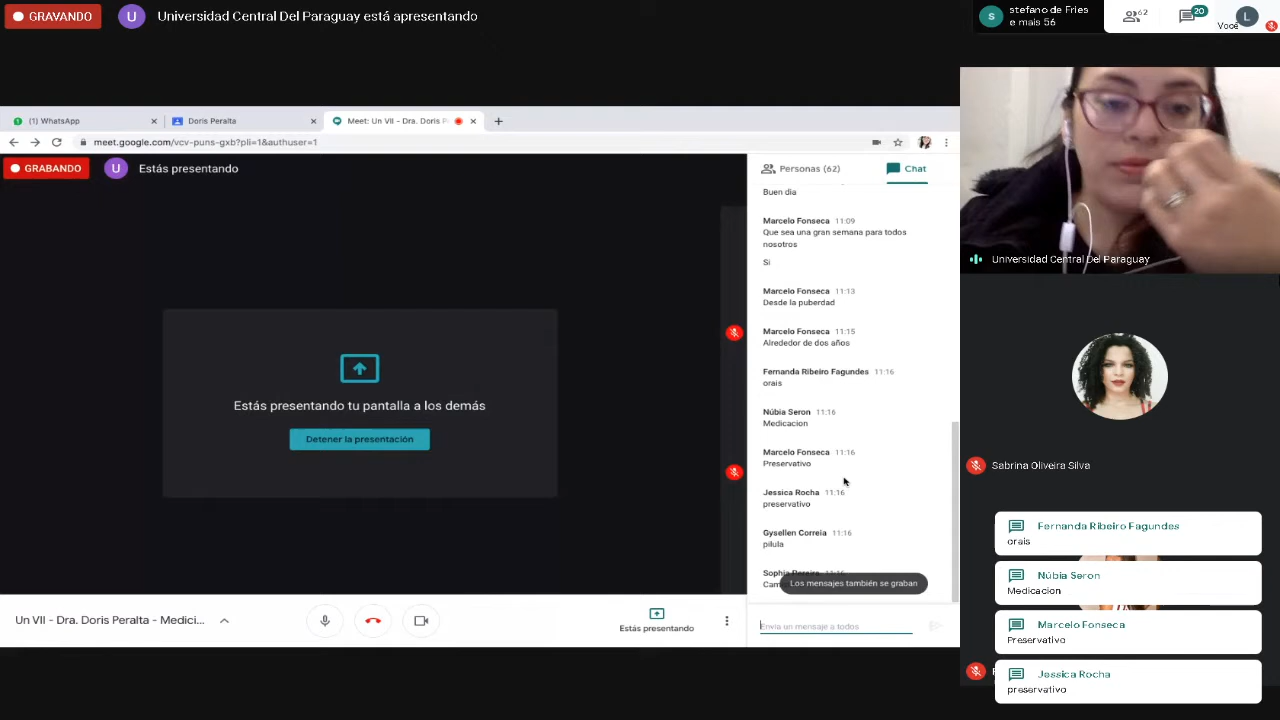 GRAVANDO
U
Universidad Central Del Paraguay está apresentando
S
stefano de Fries
e mais 56
62
20
L
Você
(1) WhatsApp
Doris Peralta
Meet: Un VII - Dra. Doris P
meet.google.com/vcv-puns-gxb?pli=1&authuser=1
GRABANDO
U
Estás presentando
Estás presentando tu pantalla a los demás
Detener la presentación
Personas (62)
Chat
Buen dia
Marcelo Fonseca 11:09
Que sea una gran semana para todos
nosotros
Si
Marcelo Fonseca 11:13
Desde la puberdad
Marcelo Fonseca 11:15
Alrededor de dos años
Fernanda Ribeiro Fagundes 11:16
orais
Núbia Seron 11:16
Medicacion
Marcelo Fonseca 11:16
Preservativo
Jessica Rocha 11:16
preservativo
Gysellen Correia 11:16
pilula
Sophia Pereira 11:16
Los mensajes también se graban
Envía un mensaje a todos
Un VII - Dra. Doris Peralta - Medici...
Estás presentando
Universidad Central Del Paraguay
Sabrina Oliveira Silva
Fernanda Ribeiro Fagundes
orais
Núbia Seron
Medicacion
Marcelo Fonseca
Preservativo
Jessica Rocha
preservativo